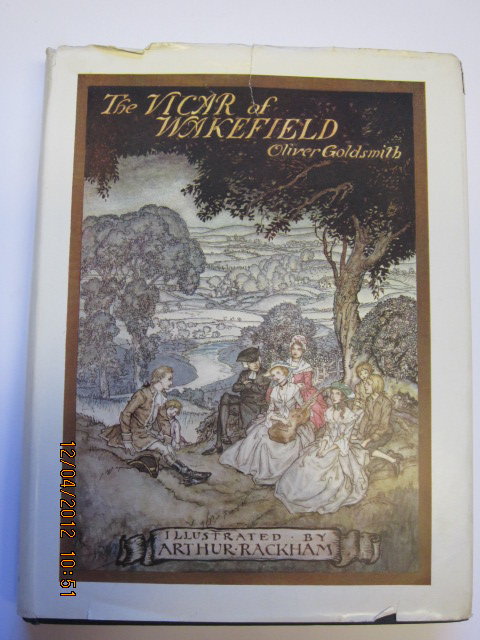 The VICAR of
WAKEFIELD
Oliver Goldsmith
ILLUSTRATED · BY
ARTHUR · RACKHAM
12/04/2012 10:51